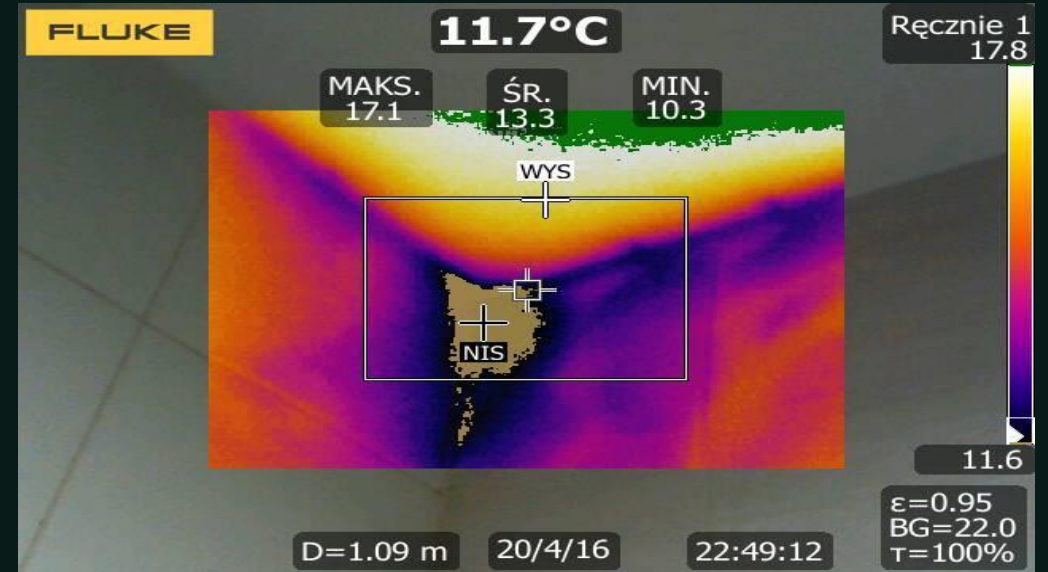 FLUKE
11.7°C
Ręcznie 1
17.8
MAKS.
17.1
ŚR.
13.3
MIN.
10.3
WYS
NIS
11.6
ε=0.95
BG=22.0
τ=100%
D=1.09 m
20/4/16
22:49:12